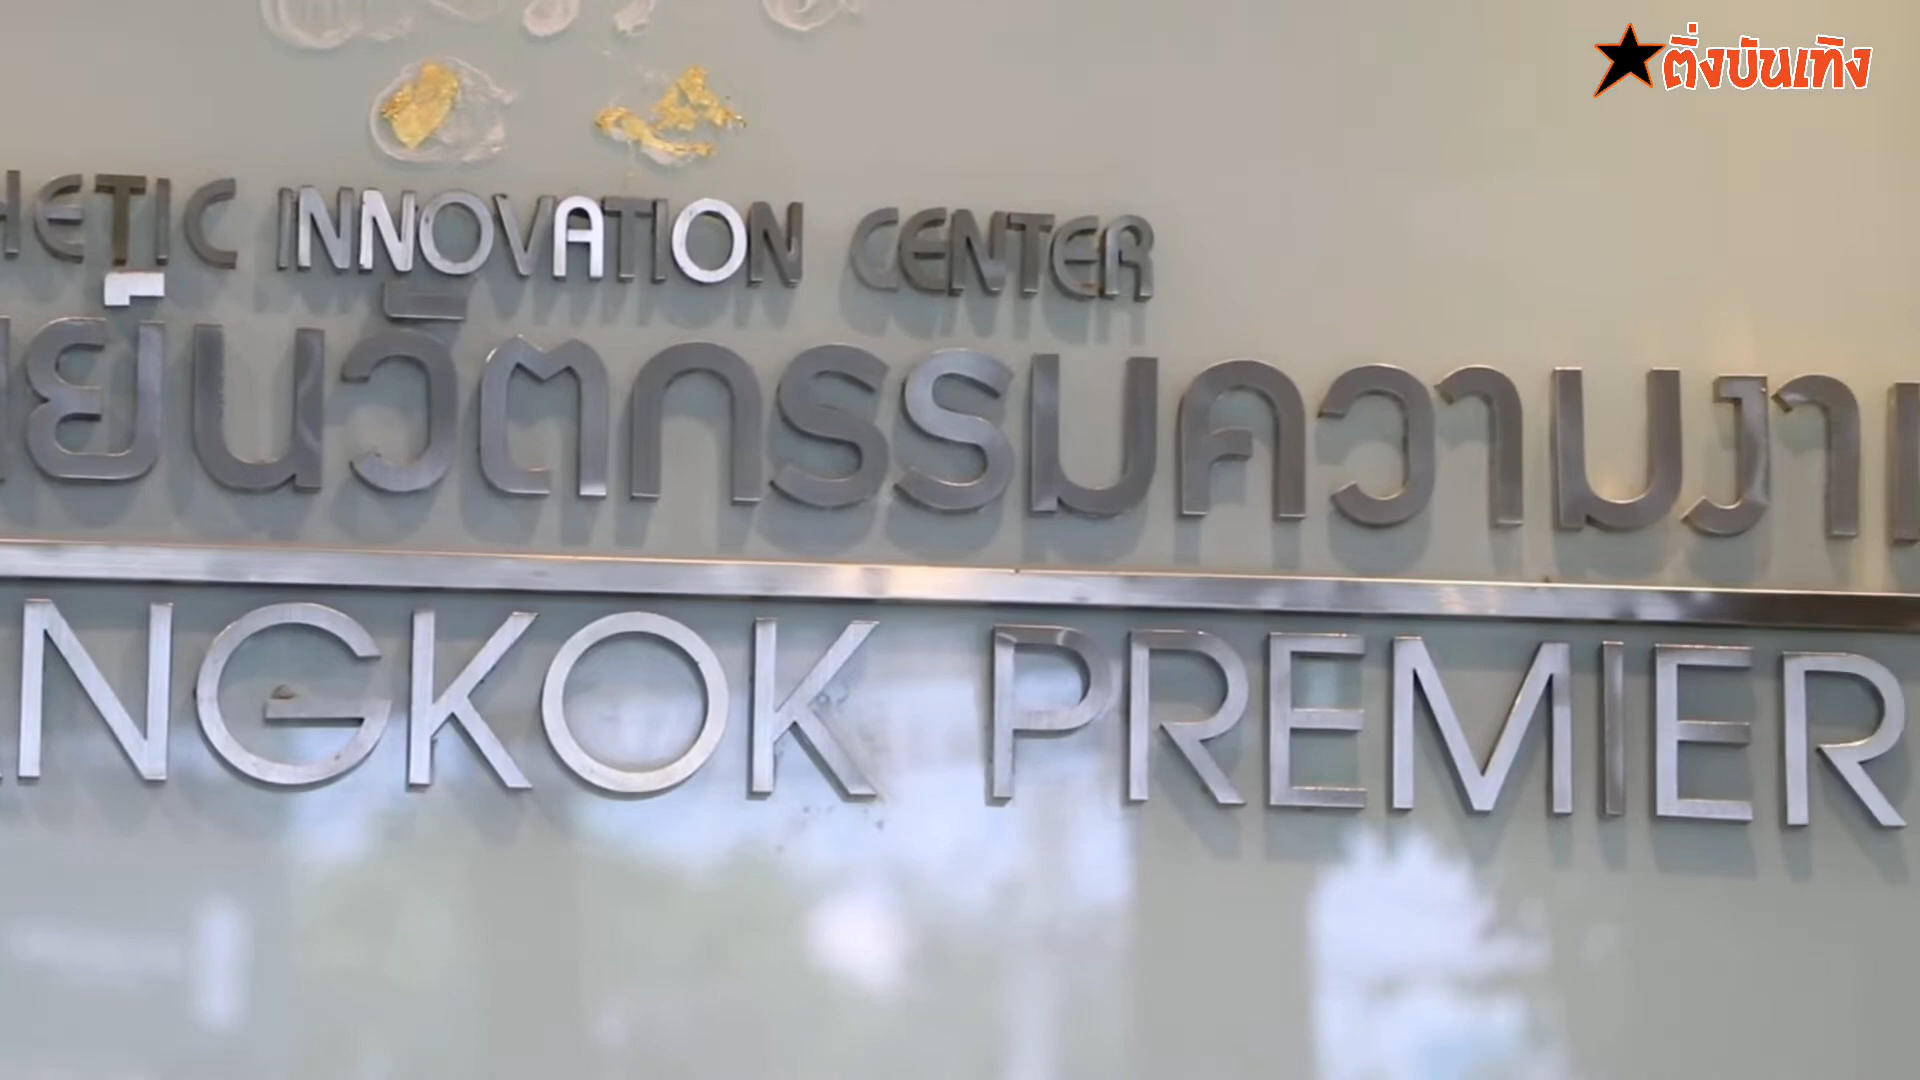 ติ่งบันเทิง
HETIC INNOVATION CENTER
ย์นวัตกรรมความงา
ANGKOK PREMIER